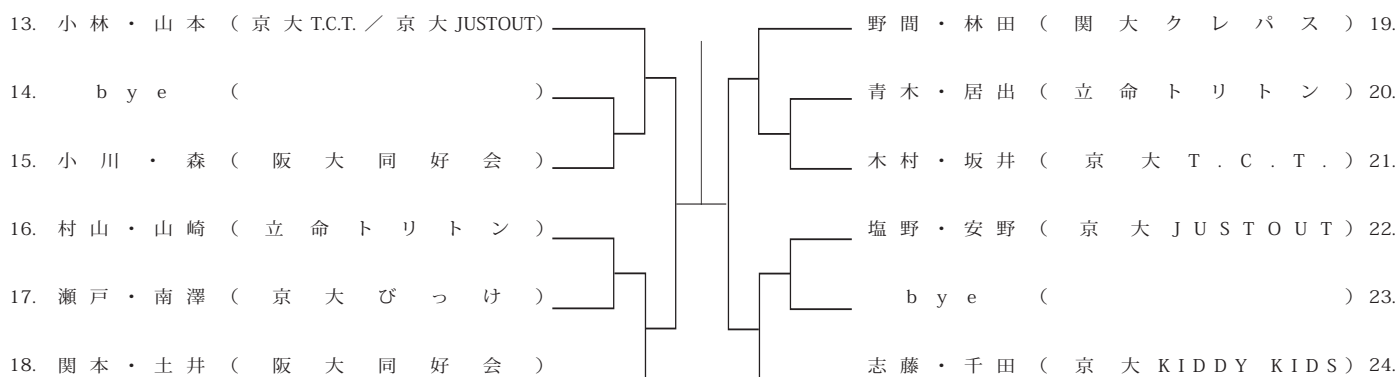 13. 小林・山本（京大T.C.T.／京大JUSTOUT）
14. bye（　）
15. 小川・森（阪大同好会）
16. 村山・山崎（立命トリトン）
17. 瀬戸・南澤（京大びっけ）
18. 関本・土井（阪大同好会）
野間・林田（関大クレパス）19.
青木・居出（立命トリトン）20.
木村・坂井（京大T.C.T.）21.
塩野・安野（京大JUSTOUT）22.
bye（　）23.
志藤・千田（京大KIDDY KIDS）24.